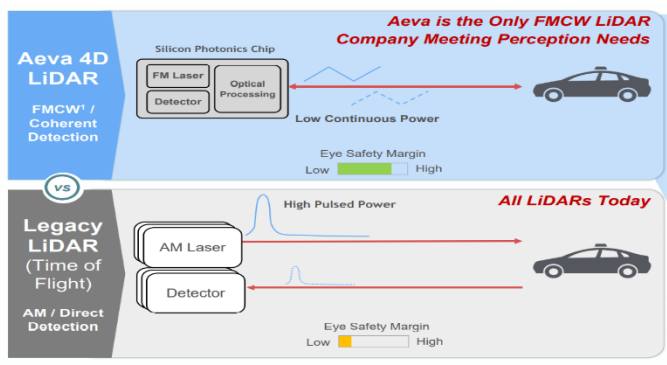 Aeva 4D
LiDAR
FMCW¹ /
Coherent
Detection
Silicon Photonics Chip
FM Laser
Detector
Optical
Processing
Low Continuous Power
Aeva is the Only FMCW LiDAR
Company Meeting Perception Needs
Eye Safety Margin
Low High
vs
Legacy
LiDAR
(Time of
Flight)
AM / Direct
Detection
High Pulsed Power
All LiDARs Today
AM Laser
Detector
Eye Safety Margin
Low High